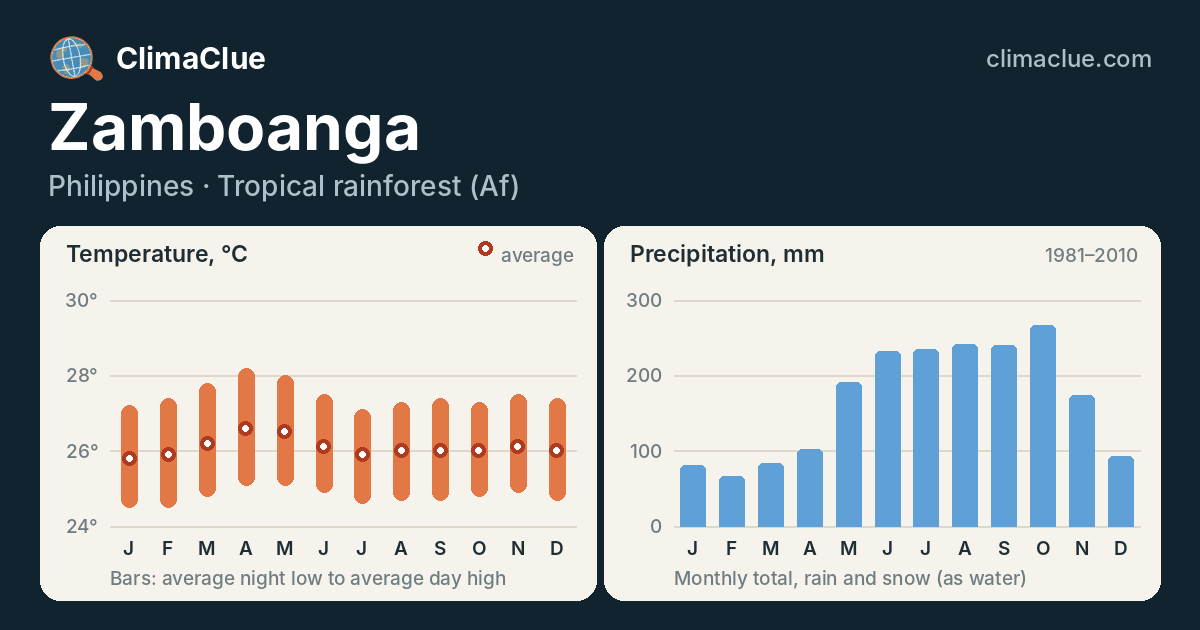 ClimaClue
climaclue.com
Zamboanga
Philippines · Tropical rainforest (Af)
Temperature, °C
average
30°
28°
26°
24°
J F M A M J J A S O N D
Bars: average night low to average day high
Precipitation, mm
1981–2010
300
200
100
0
J F M A M J J A S O N D
Monthly total, rain and snow (as water)